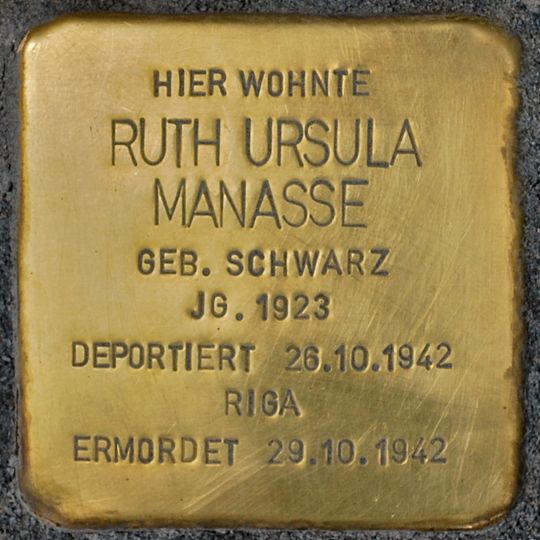 HIER WOHNTE
RUTH URSULA
MANASSE
GEB. SCHWARZ
JG. 1923
DEPORTIERT 26.10.1942
RIGA
ERMORDET 29.10.1942